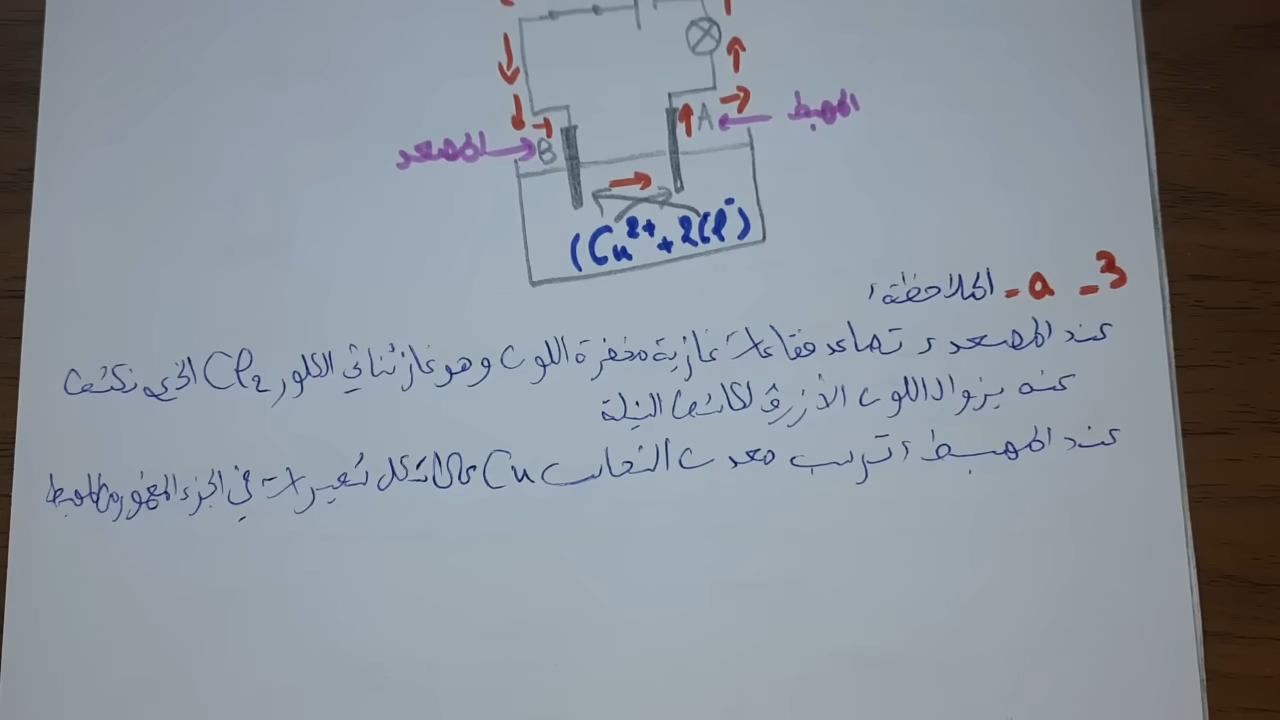 A
المهبط
المصعد
B
(Cu²⁺ + 2Cl⁻)
3 - a - الملاحظة:
عند المصعد: تصاعد فقاعات غازية مخضرة اللون وهو غاز ثنائي الكلور Cl₂ الذي نكشف
عنه بزوال اللون الأزرق لكاشف النيلة
عند المهبط: ترسب معدن النحاس Cu على شكل شعيرات في الجزء المغمور من المهبط